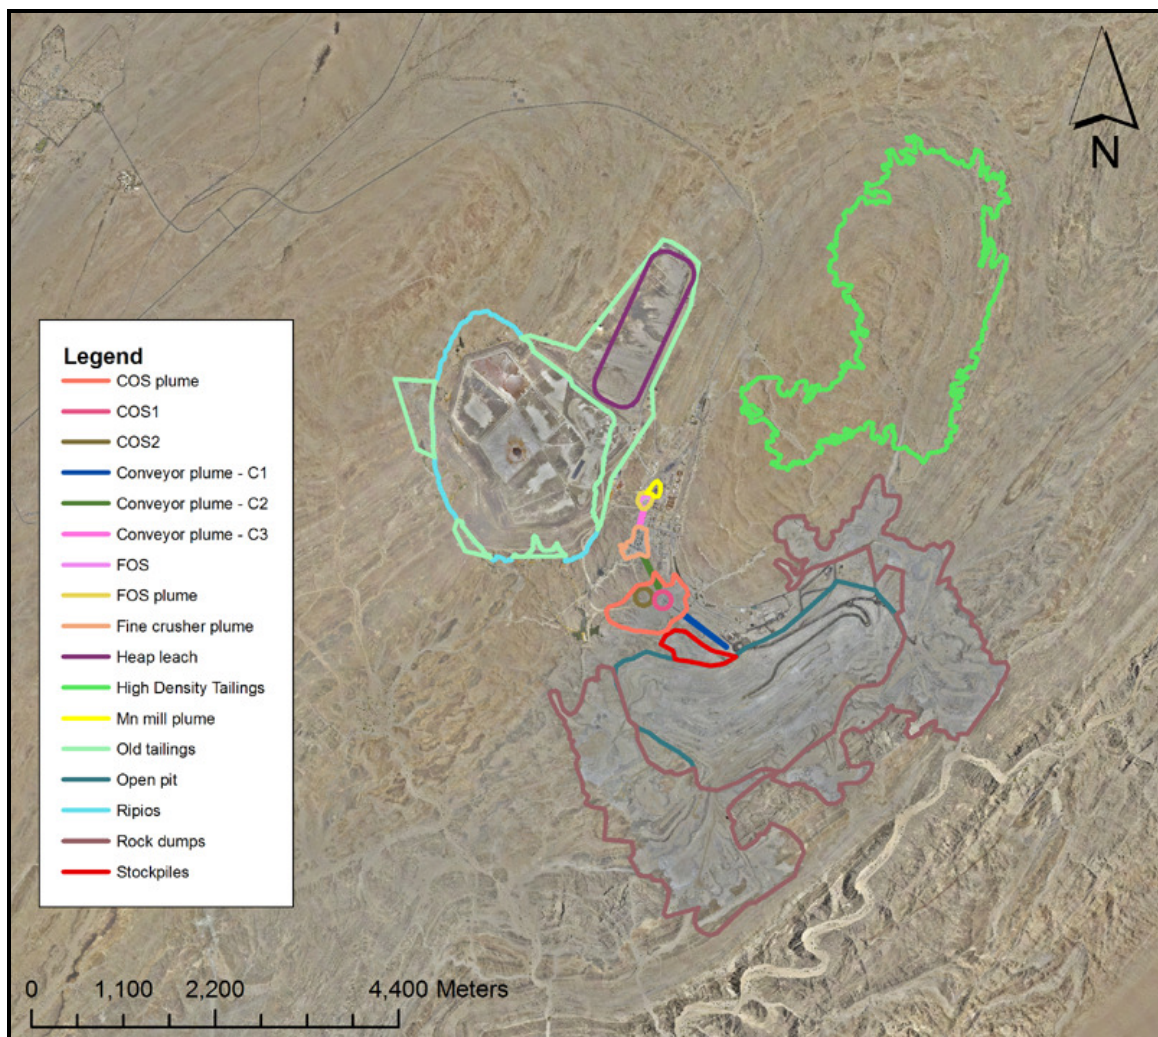 N
Legend
COS plume
COS1
COS2
Conveyor plume - C1
Conveyor plume - C2
Conveyor plume - C3
FOS
FOS plume
Fine crusher plume
Heap leach
High Density Tailings
Mn mill plume
Old tailings
Open pit
Ripios
Rock dumps
Stockpiles
0 1,100 2,200 4,400 Meters